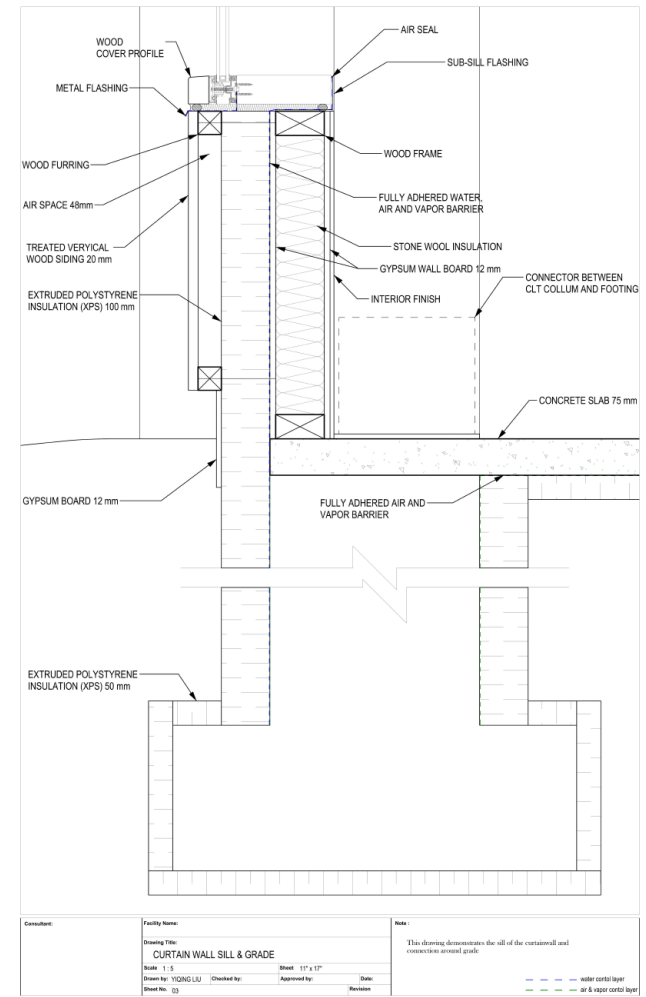 AIR SEAL
WOOD
COVER PROFILE
SUB-SILL FLASHING
METAL FLASHING
WOOD FRAME
WOOD FURRING
FULLY ADHERED WATER,
AIR AND VAPOR BARRIER
AIR SPACE 48mm
TREATED VERYICAL
WOOD SIDING 20 mm
STONE WOOL INSULATION
GYPSUM WALL BOARD 12 mm
CONNECTOR BETWEEN
CLT COLLUM AND FOOTING
EXTRUDED POLYSTYRENE
INSULATION (XPS) 100 mm
INTERIOR FINISH
CONCRETE SLAB 75 mm
GYPSUM BOARD 12 mm
FULLY ADHERED AIR AND
VAPOR BARRIER
EXTRUDED POLYSTYRENE
INSULATION (XPS) 50 mm
Consultant:
Facility Name:
Drawing Title:
CURTAIN WALL SILL & GRADE
Scale 1 : 5 Sheet 11" x 17"
Drawn by: YIQING LIU Chacked by: Approved by: Date:
Sheet No. 03 Revision
Note :
This drawing demonstrates the sill of the curtainwall and
connection around grade
water contol layer
air & vapor contol layer